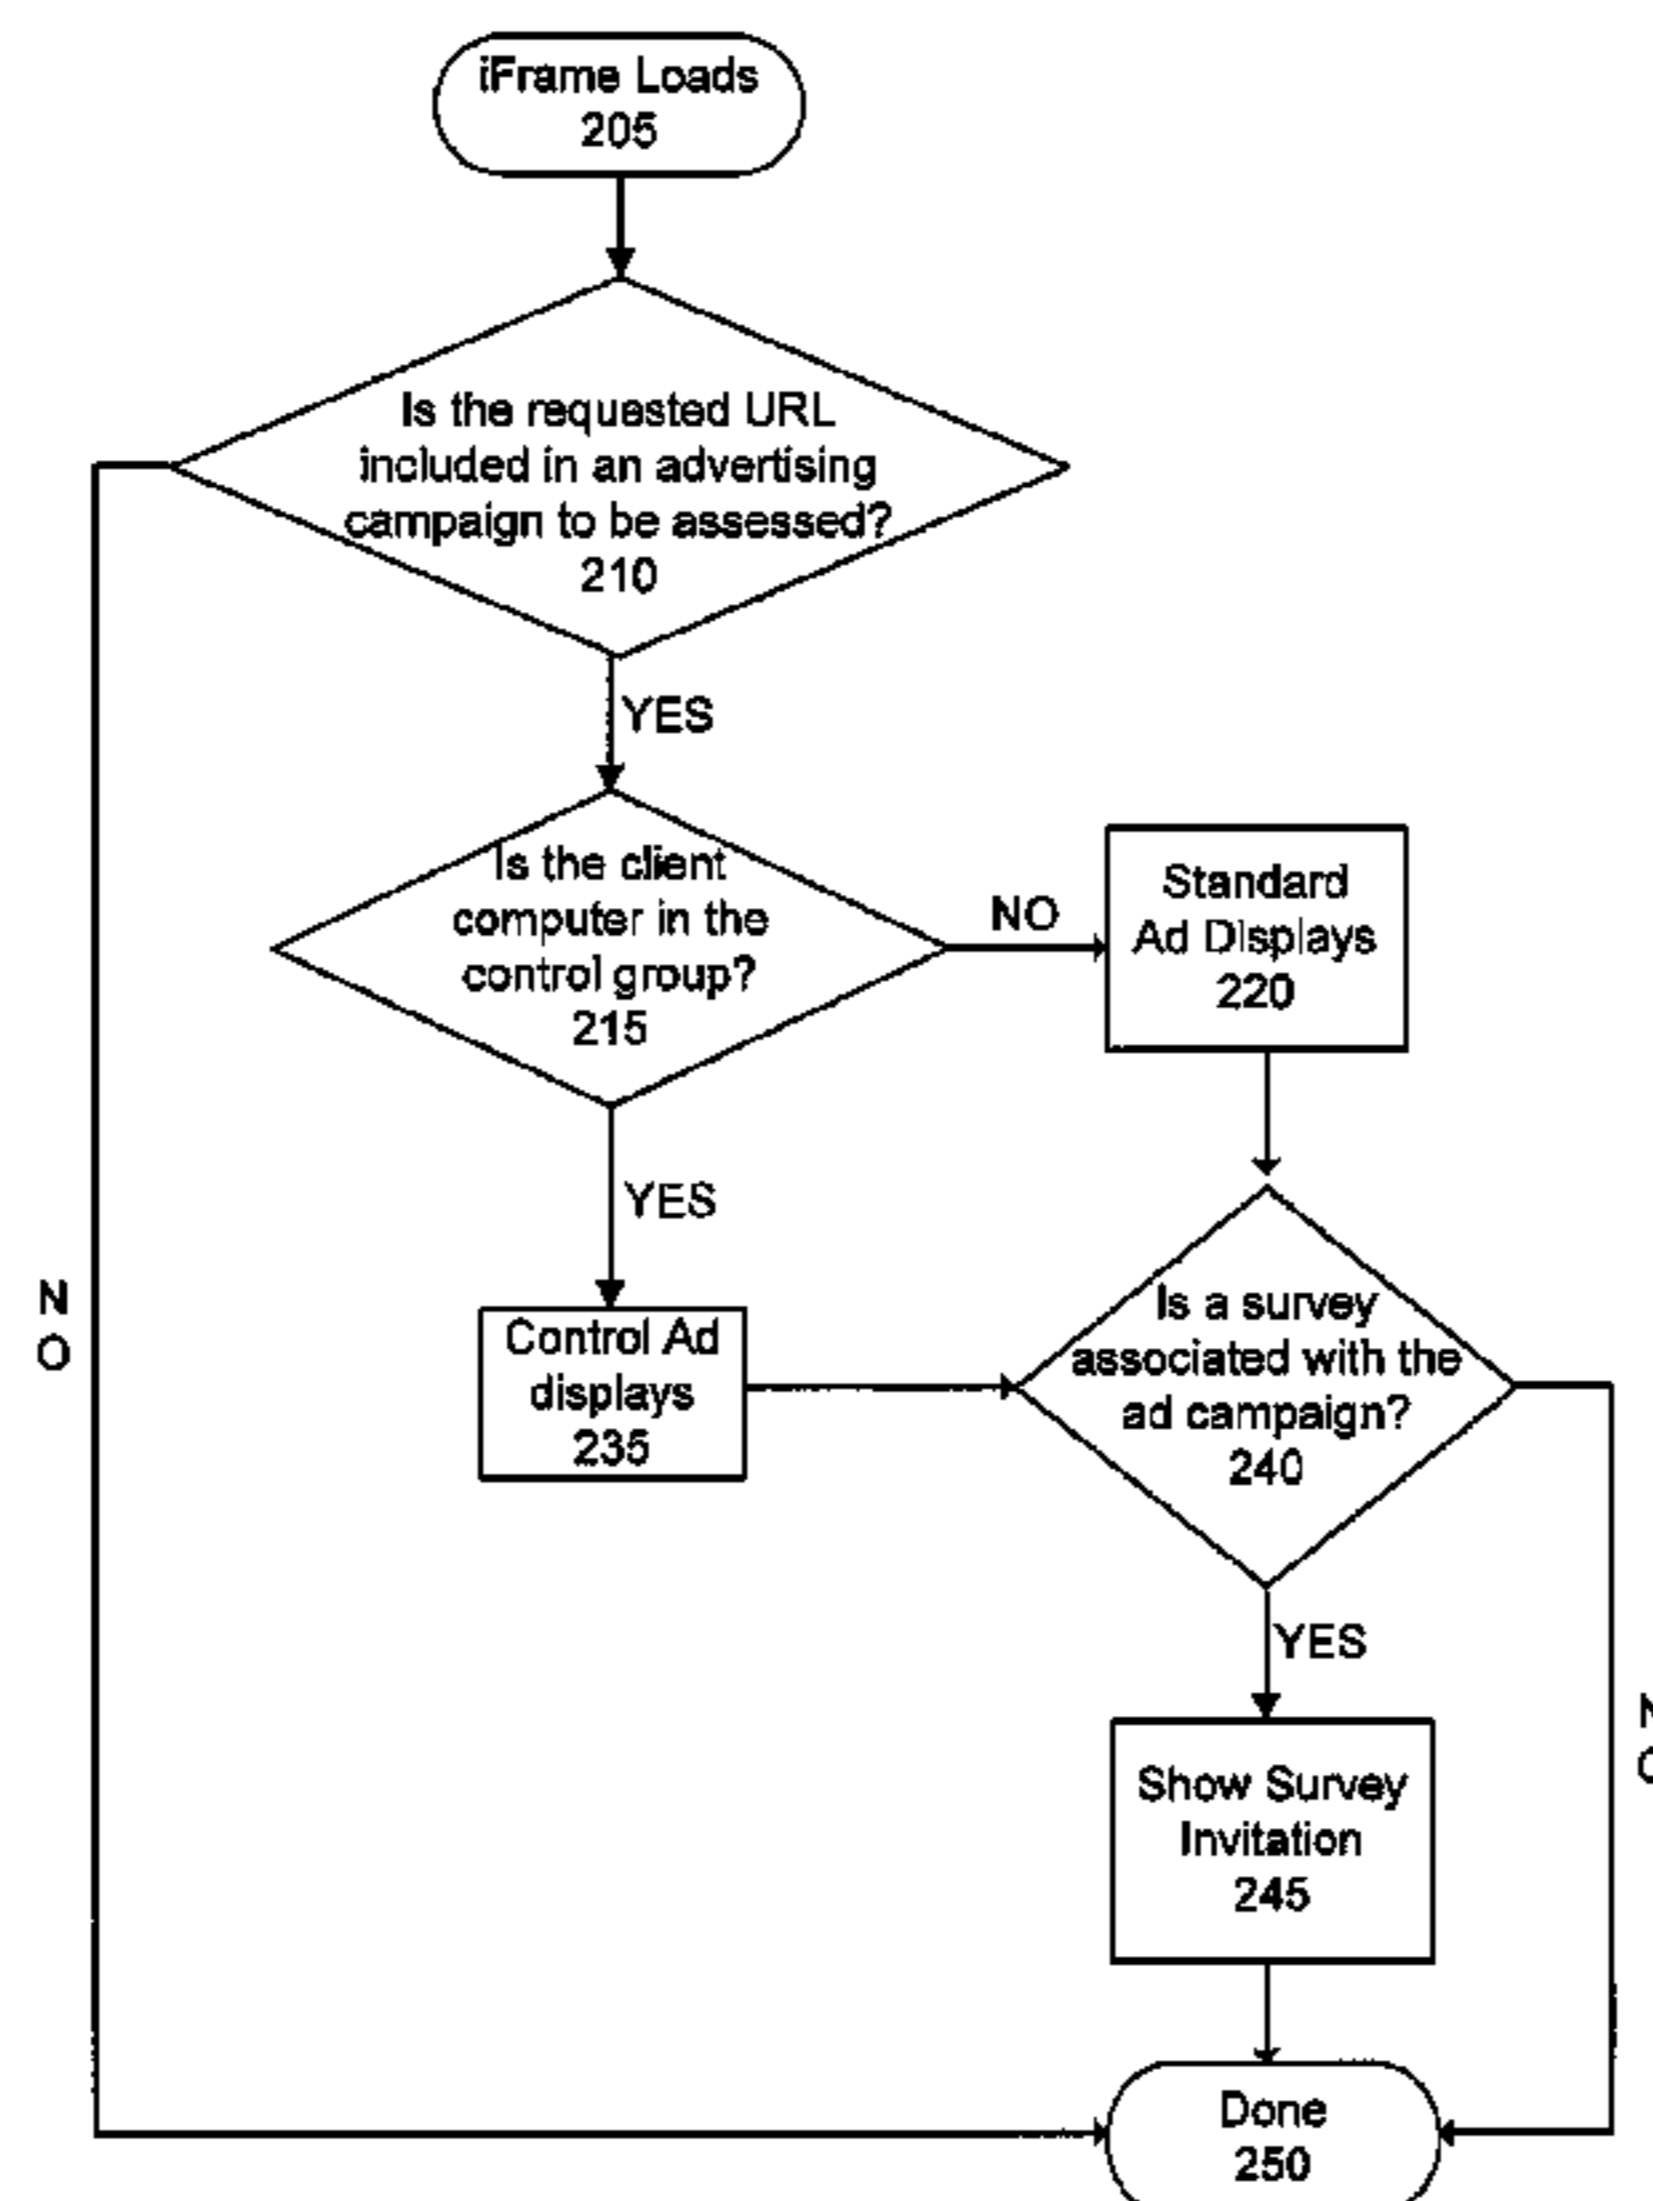 iFrame Loads
205
Is the requested URL
included in an advertising
campaign to be assessed?
210
YES
Is the client
computer in the
control group?
215
NO
Standard
Ad Displays
220
YES
Control Ad
displays
235
Is a survey
associated with the
ad campaign?
240
N
O
YES
Show Survey
Invitation
245
N
O
Done
250